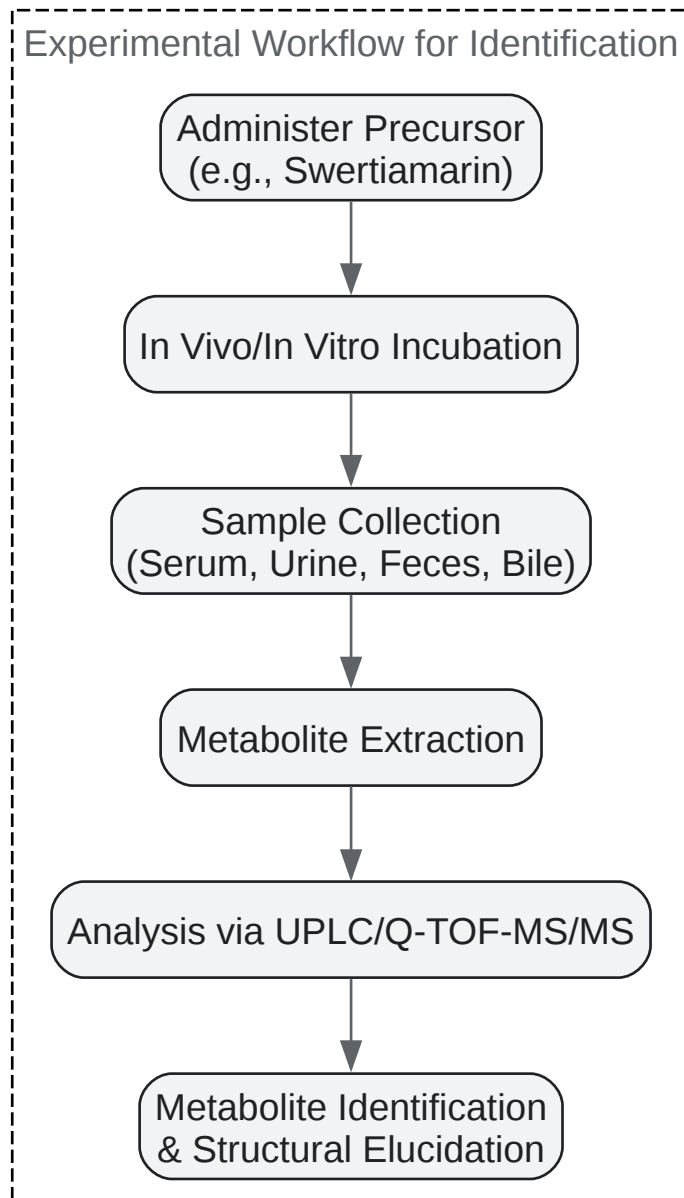 Experimental Workflow for Identification
Administer Precursor
(e.g., Swertiamarin)
In Vivo/In Vitro Incubation
Sample Collection
(Serum, Urine, Feces, Bile)
Metabolite Extraction
Analysis via UPLC/Q-TOF-MS/MS
Metabolite Identification
& Structural Elucidation